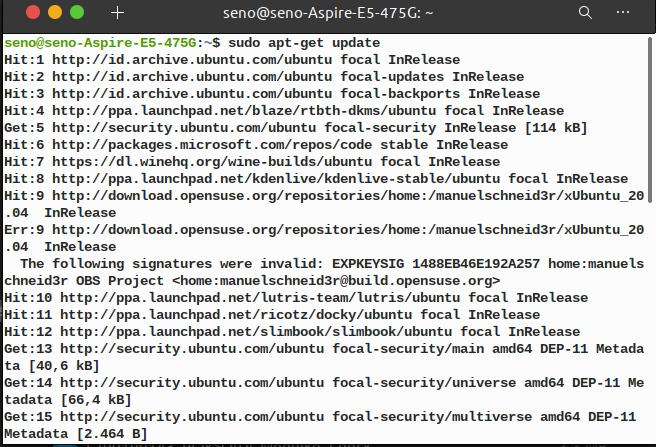 seno@seno-Aspire-E5-475G: ~
seno@seno-Aspire-E5-475G:~$ sudo apt-get update
Hit:1 http://id.archive.ubuntu.com/ubuntu focal InRelease
Hit:2 http://id.archive.ubuntu.com/ubuntu focal-updates InRelease
Hit:3 http://id.archive.ubuntu.com/ubuntu focal-backports InRelease
Hit:4 http://ppa.launchpad.net/blaze/rtbth-dkms/ubuntu focal InRelease
Get:5 http://security.ubuntu.com/ubuntu focal-security InRelease [114 kB]
Hit:6 http://packages.microsoft.com/repos/code stable InRelease
Hit:7 https://dl.winehq.org/wine-builds/ubuntu focal InRelease
Hit:8 http://ppa.launchpad.net/kdenlive/kdenlive-stable/ubuntu focal InRelease
Hit:9 http://download.opensuse.org/repositories/home:/manuelschneid3r/xUbuntu_20
.04  InRelease
Err:9 http://download.opensuse.org/repositories/home:/manuelschneid3r/xUbuntu_20
.04  InRelease
  The following signatures were invalid: EXPKEYSIG 1488EB46E192A257 home:manuels
chneid3r OBS Project <home:manuelschneid3r@build.opensuse.org>
Hit:10 http://ppa.launchpad.net/lutris-team/lutris/ubuntu focal InRelease
Hit:11 http://ppa.launchpad.net/ricotz/docky/ubuntu focal InRelease
Hit:12 http://ppa.launchpad.net/slimbook/slimbook/ubuntu focal InRelease
Get:13 http://security.ubuntu.com/ubuntu focal-security/main amd64 DEP-11 Metada
ta [40,6 kB]
Get:14 http://security.ubuntu.com/ubuntu focal-security/universe amd64 DEP-11 Me
tadata [66,4 kB]
Get:15 http://security.ubuntu.com/ubuntu focal-security/multiverse amd64 DEP-11
Metadata [2.464 B]